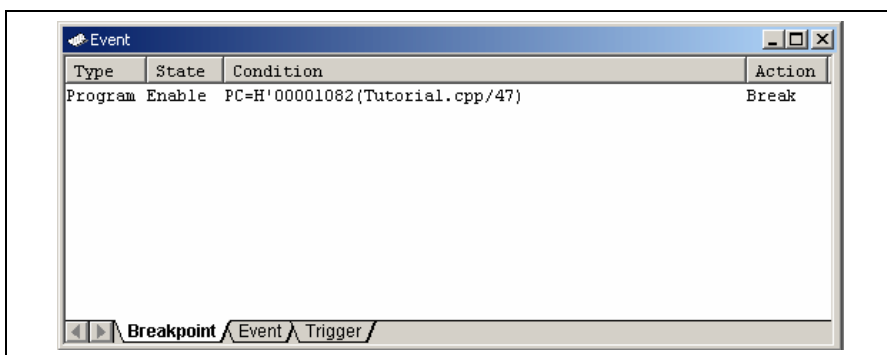 Event
Type State Condition Action
Program Enable PC=H'00001082(Tutorial.cpp/47) Break
Breakpoint Event Trigger